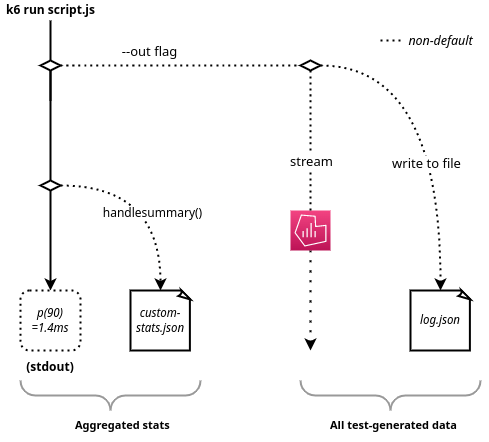 k6 run script.js
--out flag
non-default
stream
write to file
handlesummary()
p(90)
=1.4ms
custom-
stats.json
log.json
(stdout)
Aggregated stats
All test-generated data